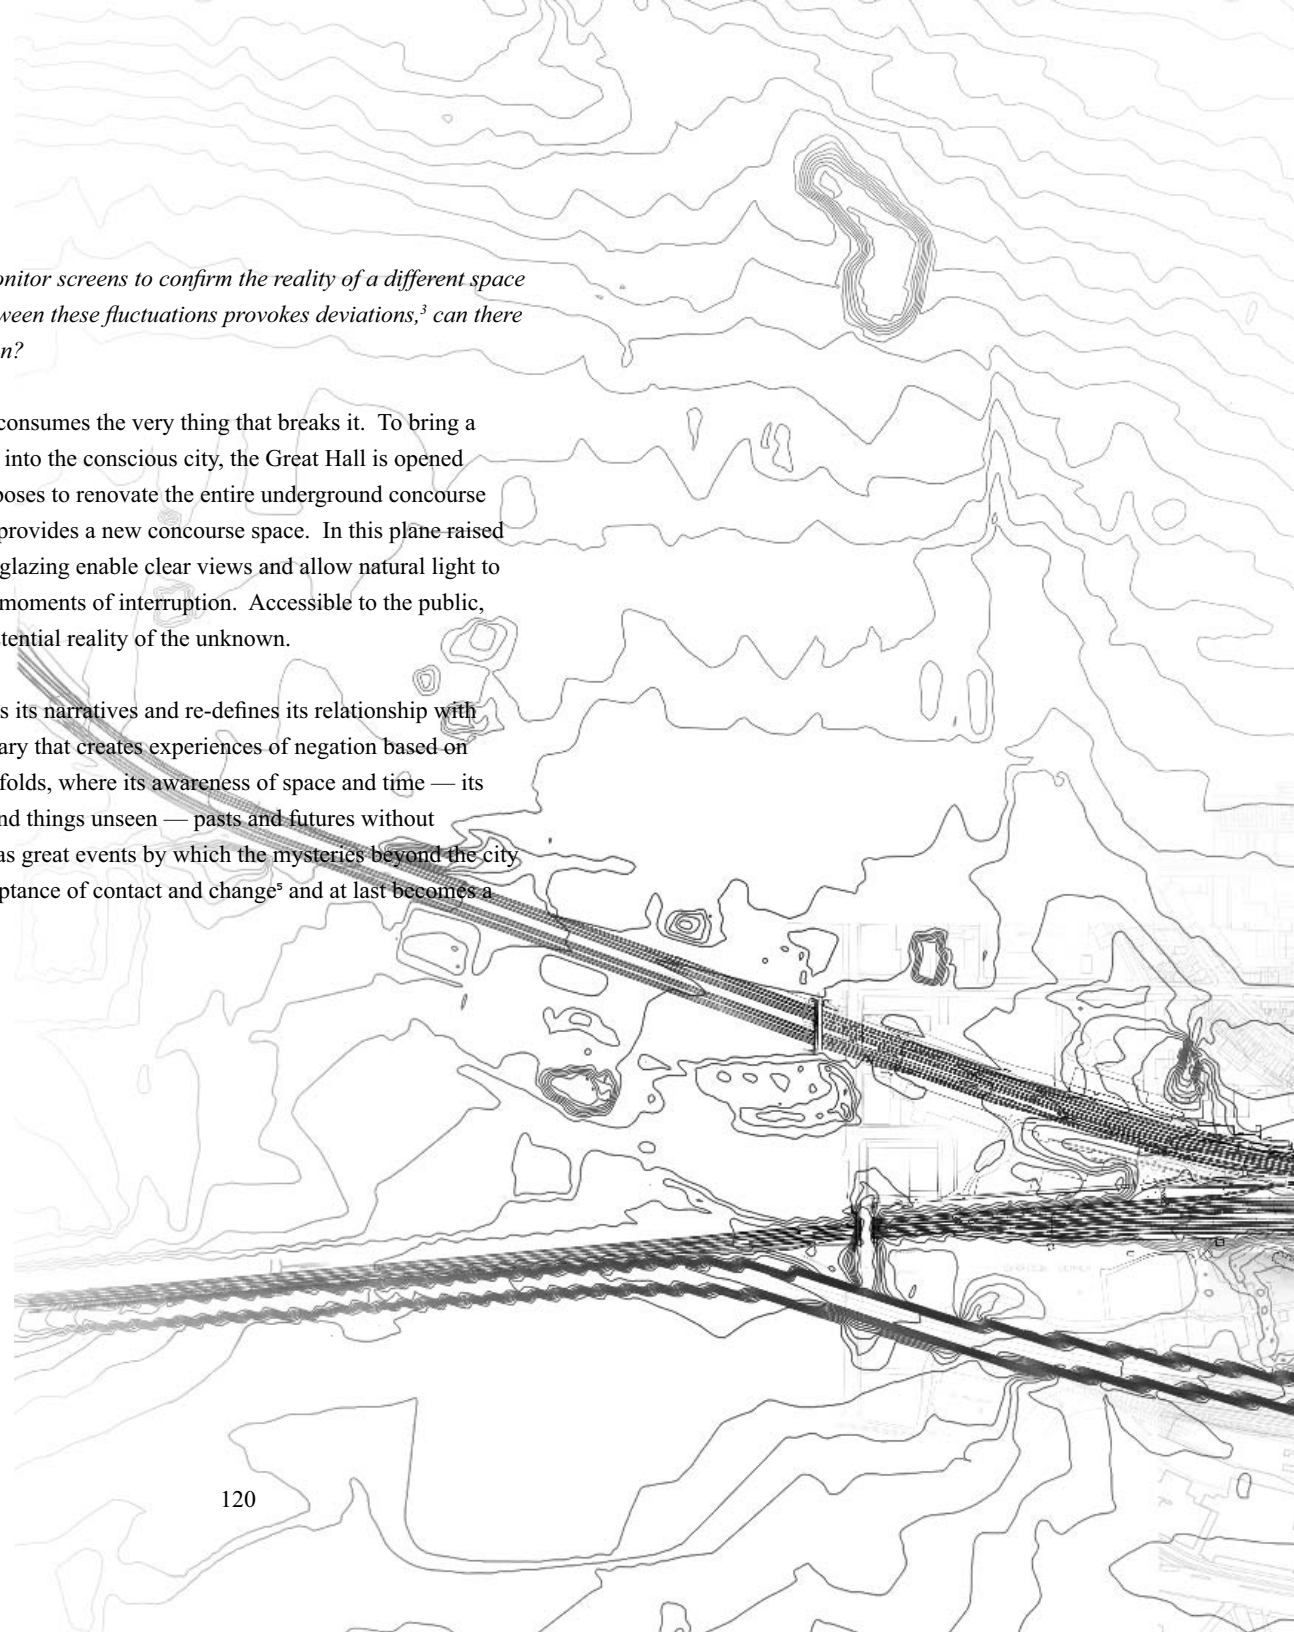 onitor screens to confirm the reality of a different space
ween these fluctuations provokes deviations,³ can there
n?
consumes the very thing that breaks it.  To bring a
into the conscious city, the Great Hall is opened
poses to renovate the entire underground concourse
provides a new concourse space.  In this plane raised
glazing enable clear views and allow natural light to
moments of interruption.  Accessible to the public,
tential reality of the unknown.
s its narratives and re-defines its relationship with
ary that creates experiences of negation based on
folds, where its awareness of space and time — its
nd things unseen — pasts and futures without
as great events by which the mysteries beyond the city
ptance of contact and change⁵ and at last becomes a
120